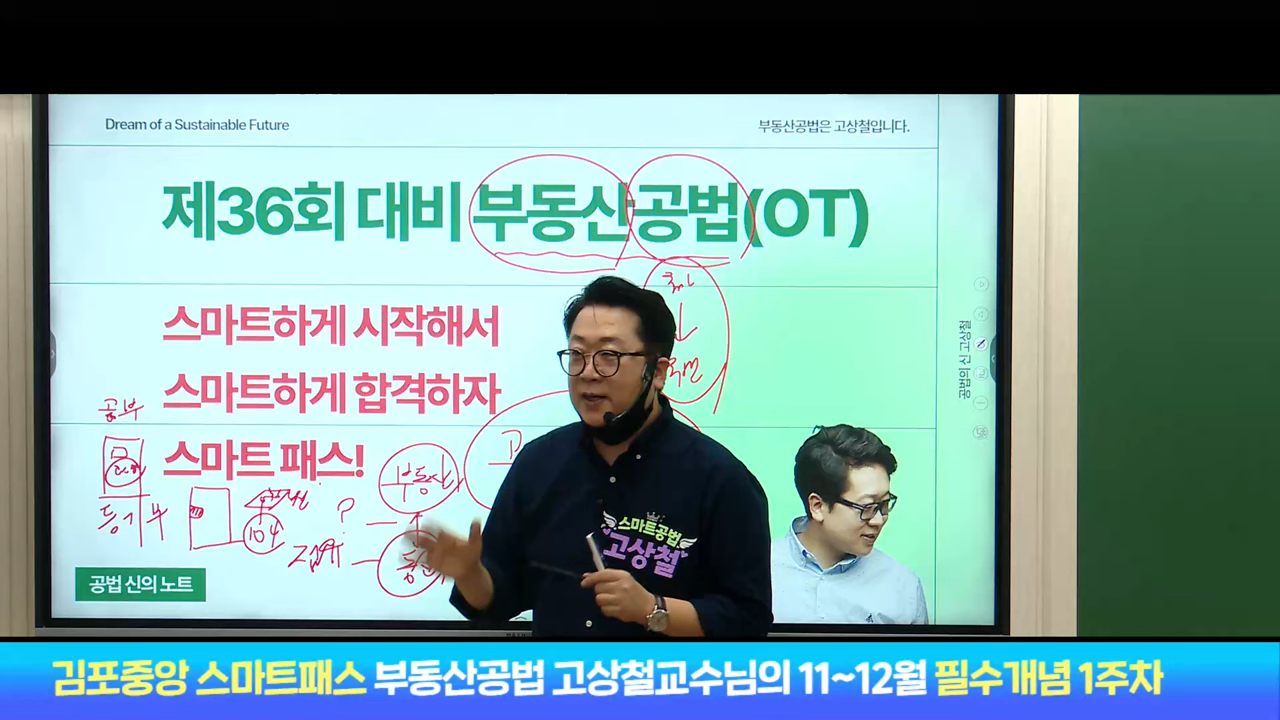 Dream of a Sustainable Future
부동산공법은 고상철입니다.
제36회 대비 부동산공법(OT)
스마트하게 시작해서
스마트하게 합격하자
스마트 패스!
공법의 신 고상철
공부
등기부
104
부동산
?
공법 신의 노트
스마트공법
고상철
김포중앙 스마트패스 부동산공법 고상철교수님의 11~12월 필수개념 1주차